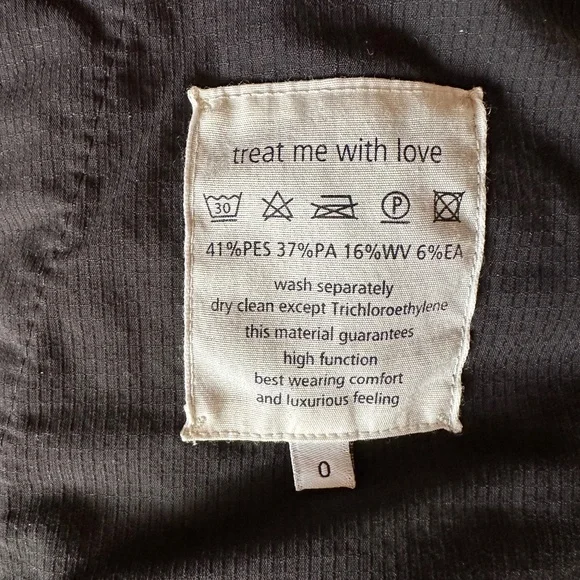 treat me with love
30 P
41%PES 37%PA 16%WV 6%EA
wash separately
dry clean except Trichloroethylene
this material guarantees
high function
best wearing comfort
and luxurious feeling
0